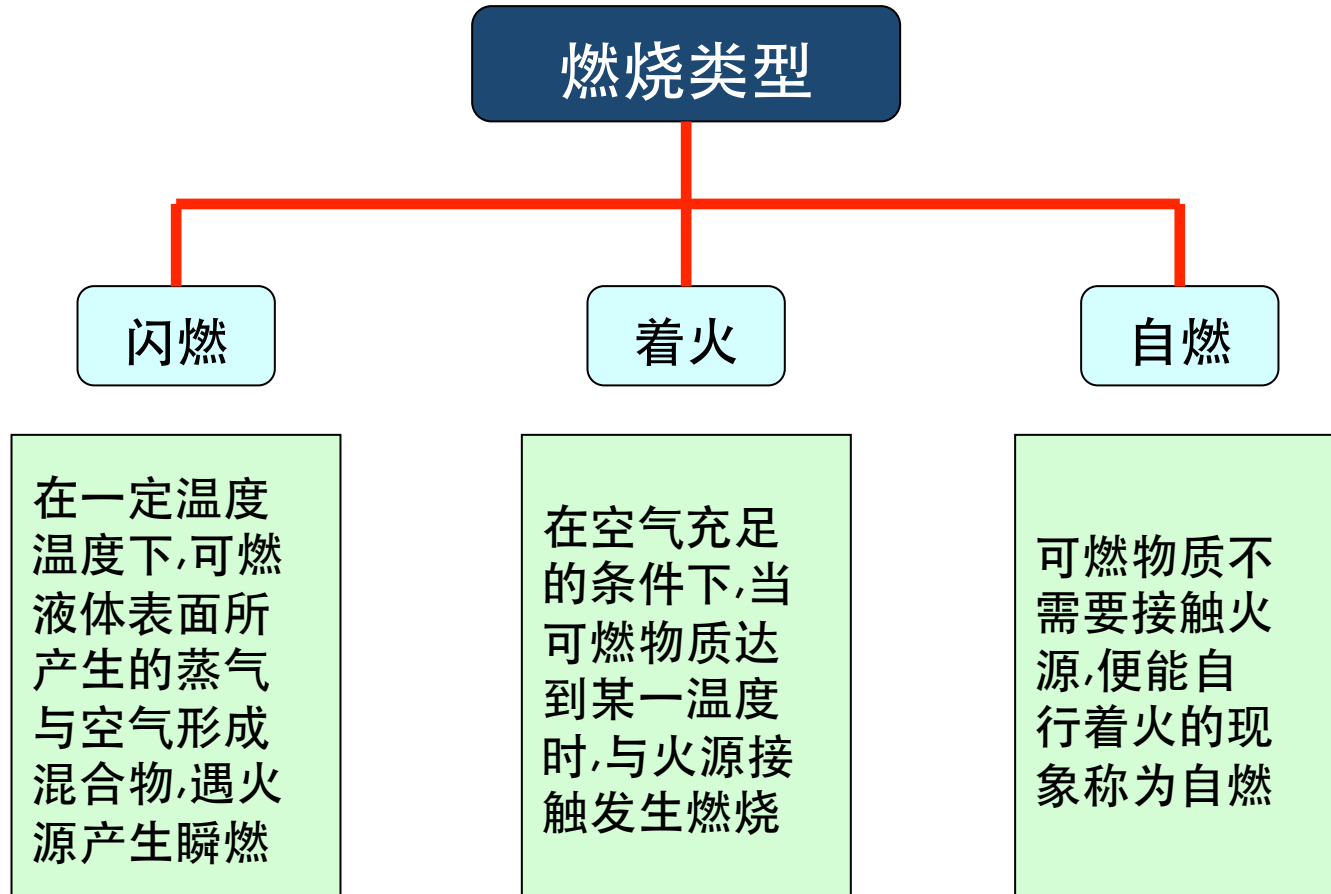 燃烧类型
闪燃
着火
自燃
在一定温度
温度下,可燃
液体表面所
产生的蒸气
与空气形成
混合物,遇火
源产生瞬燃
在空气充足
的条件下,当
可燃物质达
到某一温度
时,与火源接
触发生燃烧
可燃物质不
需要接触火
源,便能自
行着火的现
象称为自燃